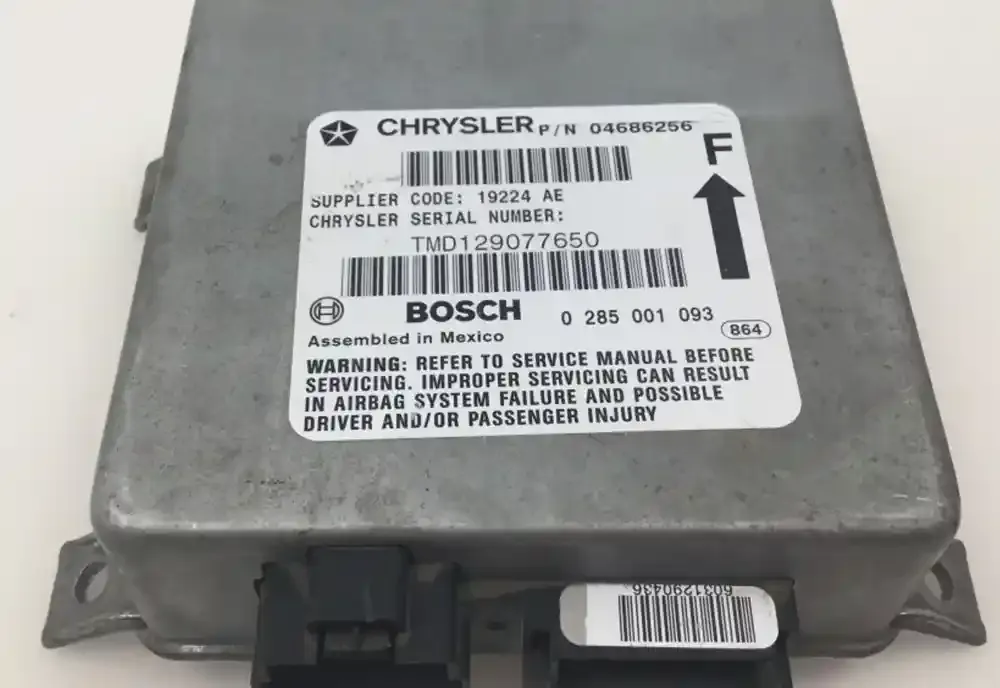 CHRYSLER P/N 04686256
F
SUPPLIER CODE: 19224 AE
CHRYSLER SERIAL NUMBER:
TMD129077650
BOSCH 0 285 001 093
864
Assembled in Mexico
WARNING: REFER TO SERVICE MANUAL BEFORE
SERVICING. IMPROPER SERVICING CAN RESULT
IN AIRBAG SYSTEM FAILURE AND POSSIBLE
DRIVER AND/OR PASSENGER INJURY
6031290436